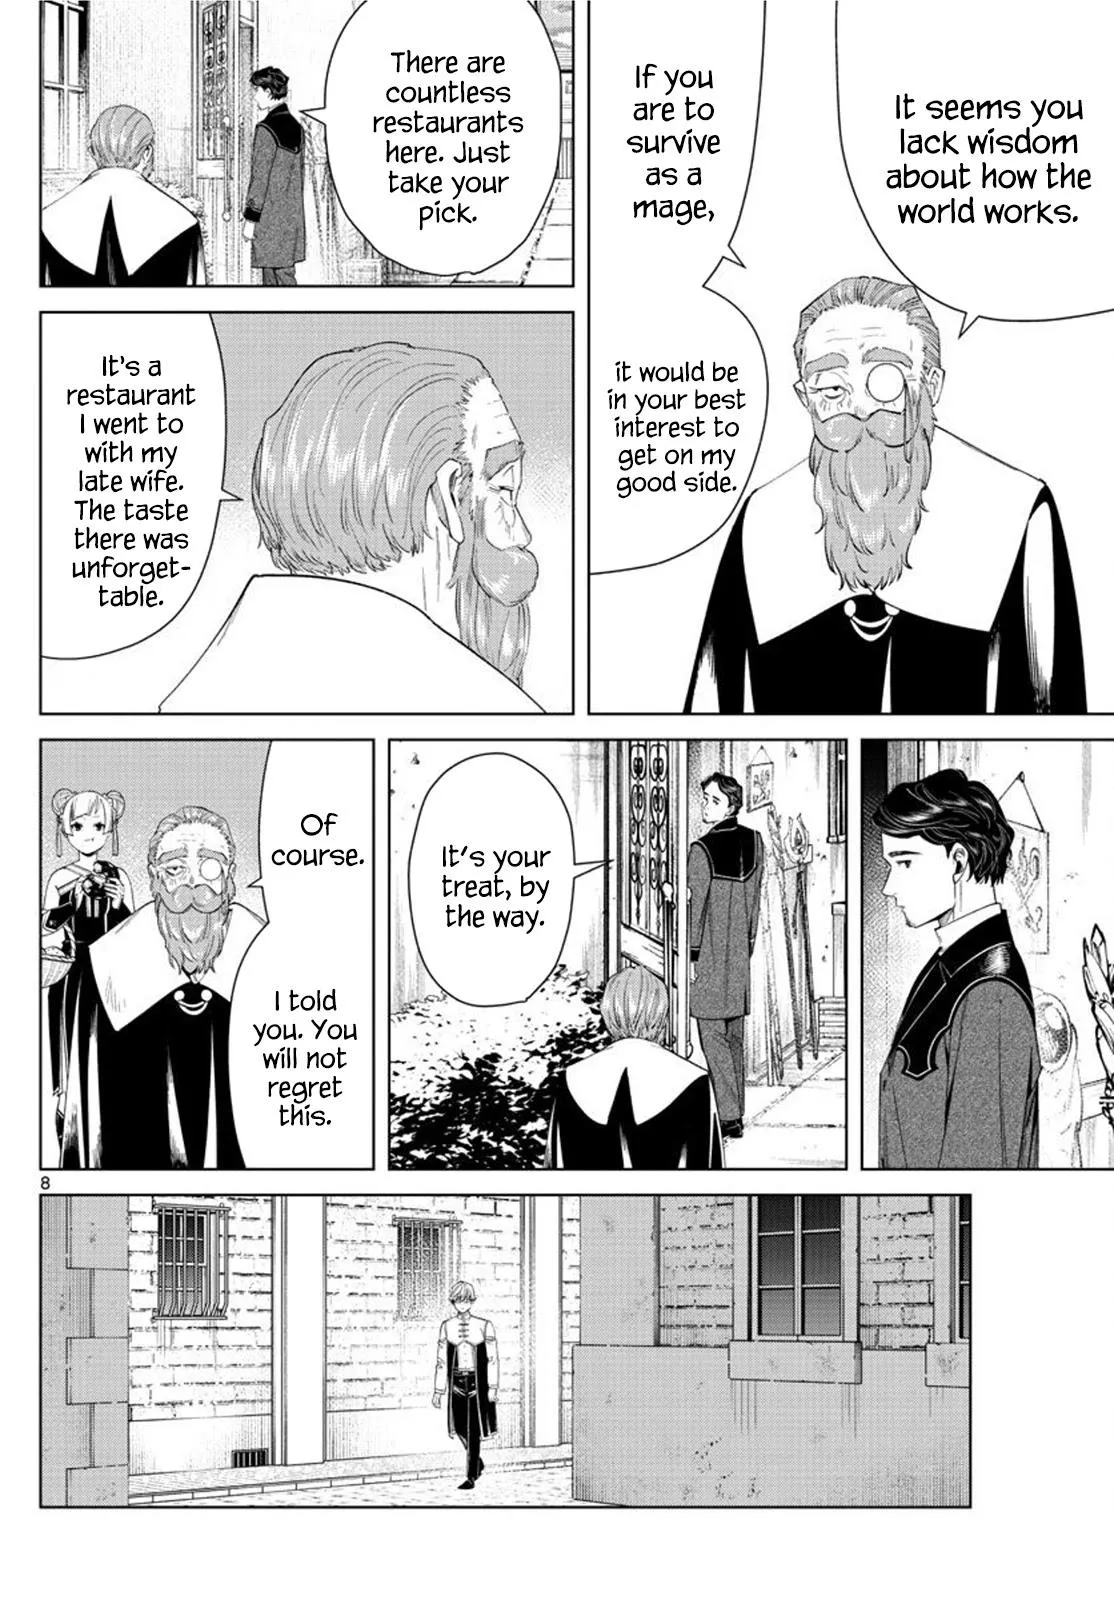 It seems you
lack wisdom
about how the
world works.
If you
are to
survive
as a
mage,
it would be
in your best
interest to
get on my
good side.
There are
countless
restaurants
here. Just
take your
pick.
It's a
restaurant
I went to
with my
late wife.
The taste
there was
unforget-
table.
It's your
treat, by
the way.
Of
course.
I told
you. You
will not
regret
this.
8